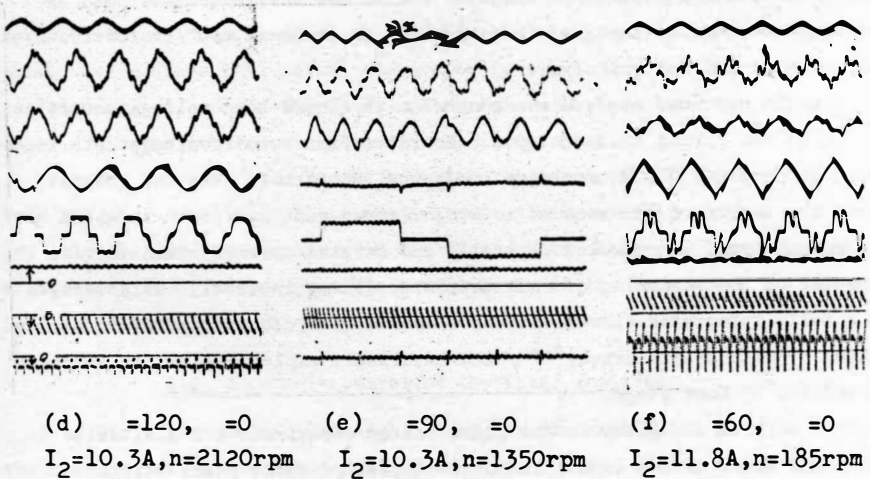 (d) =120, =0 (e) =90, =0 (f) =60, =0
I2=10.3A,n=2120rpm I2=10.3A,n=1350rpm I2=11.8A,n=185rpm